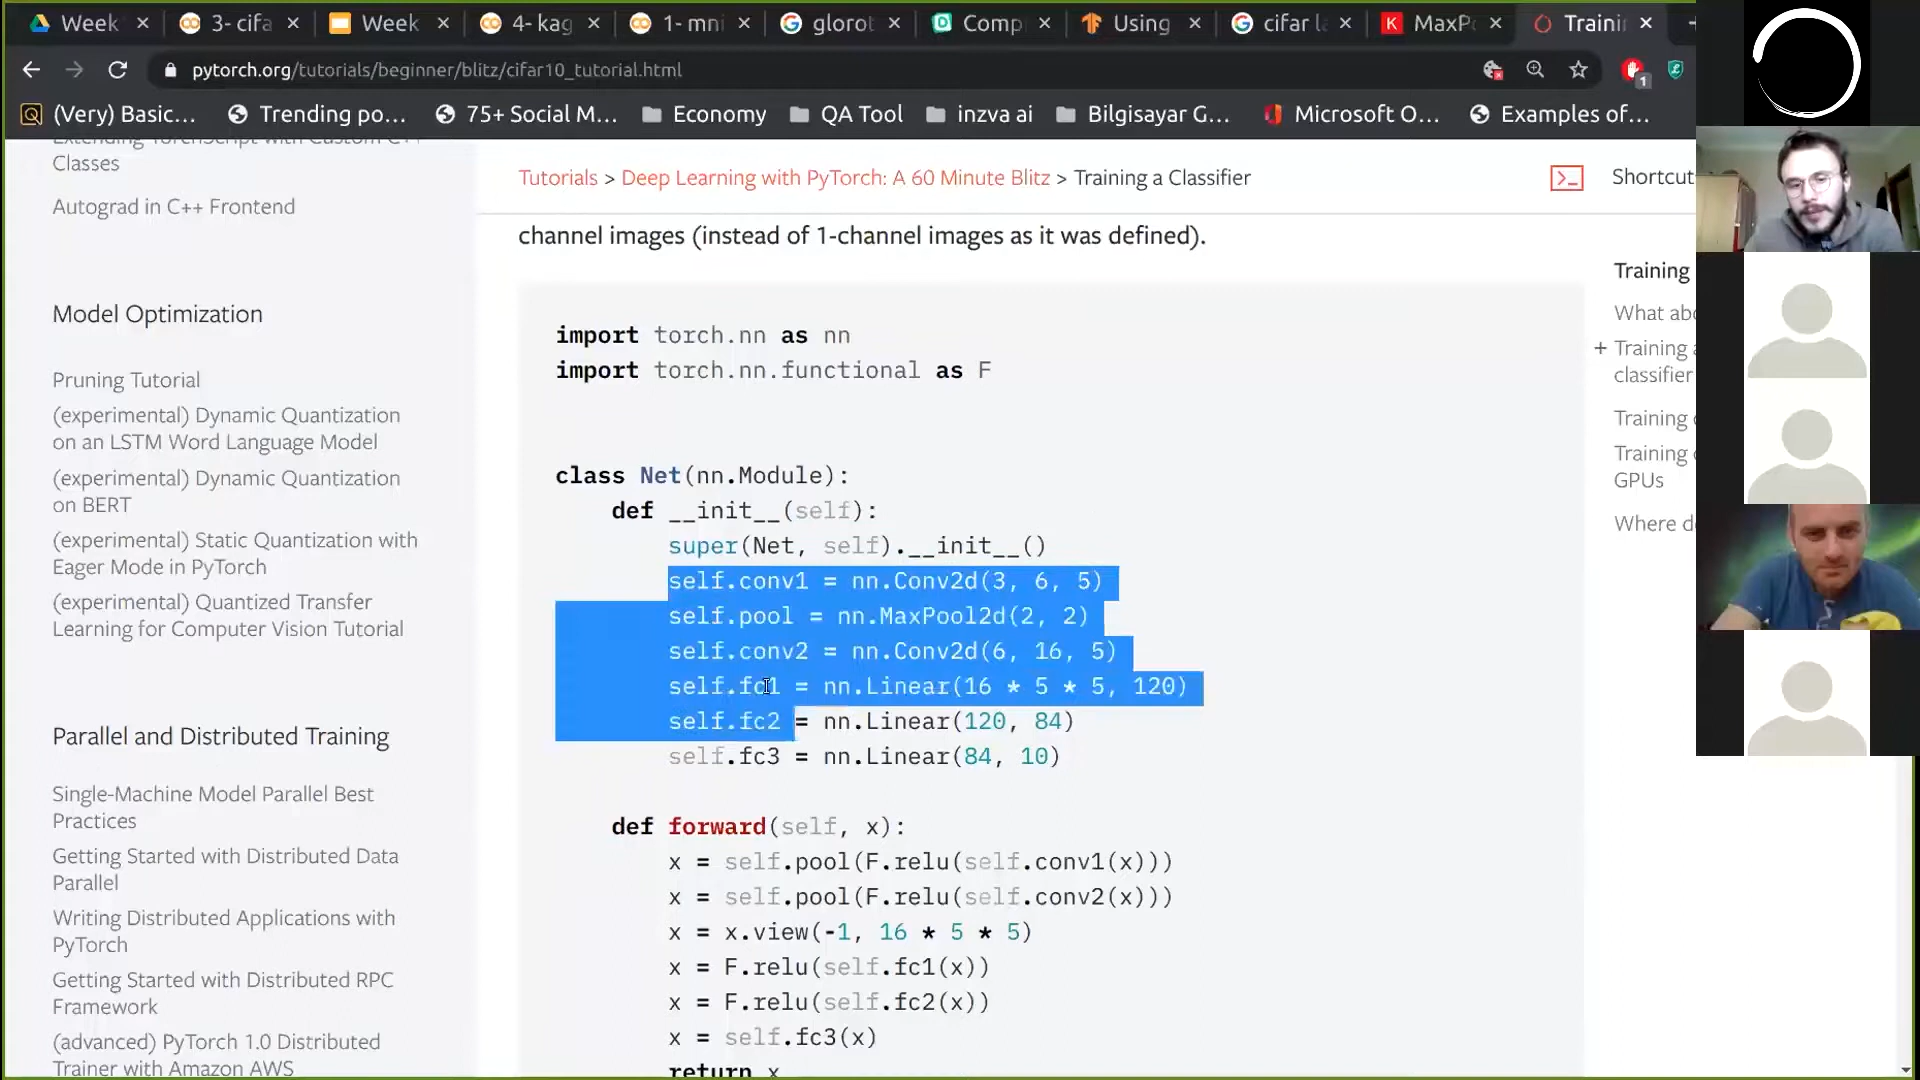 Week
3- cifa
Week
4- kag
1- mni
glorot
Comp
Using
cifar l
MaxPo
Traini
pytorch.org/tutorials/beginner/blitz/cifar10_tutorial.html
1
(Very) Basic...
Trending po...
75+ Social M...
Economy
QA Tool
inzva ai
Bilgisayar G...
Microsoft O...
Examples of...
Extending TorchScript with Custom C++
Classes
Autograd in C++ Frontend
Model Optimization
Pruning Tutorial
(experimental) Dynamic Quantization
on an LSTM Word Language Model
(experimental) Dynamic Quantization
on BERT
(experimental) Static Quantization with
Eager Mode in PyTorch
(experimental) Quantized Transfer
Learning for Computer Vision Tutorial
Parallel and Distributed Training
Single-Machine Model Parallel Best
Practices
Getting Started with Distributed Data
Parallel
Writing Distributed Applications with
PyTorch
Getting Started with Distributed RPC
Framework
(advanced) PyTorch 1.0 Distributed
Trainer with Amazon AWS
Tutorials > Deep Learning with PyTorch: A 60 Minute Blitz > Training a Classifier
Shortcut
channel images (instead of 1-channel images as it was defined).
import torch.nn as nn
import torch.nn.functional as F
class Net(nn.Module):
def __init__(self):
super(Net, self).__init__()
self.conv1 = nn.Conv2d(3, 6, 5)
self.pool = nn.MaxPool2d(2, 2)
self.conv2 = nn.Conv2d(6, 16, 5)
self.fc1 = nn.Linear(16 * 5 * 5, 120)
self.fc2 = nn.Linear(120, 84)
self.fc3 = nn.Linear(84, 10)
def forward(self, x):
x = self.pool(F.relu(self.conv1(x)))
x = self.pool(F.relu(self.conv2(x)))
x = x.view(-1, 16 * 5 * 5)
x = F.relu(self.fc1(x))
x = F.relu(self.fc2(x))
x = self.fc3(x)
return x
Training
What abo
+ Training a
classifier
Training o
Training o
GPUs
Where do